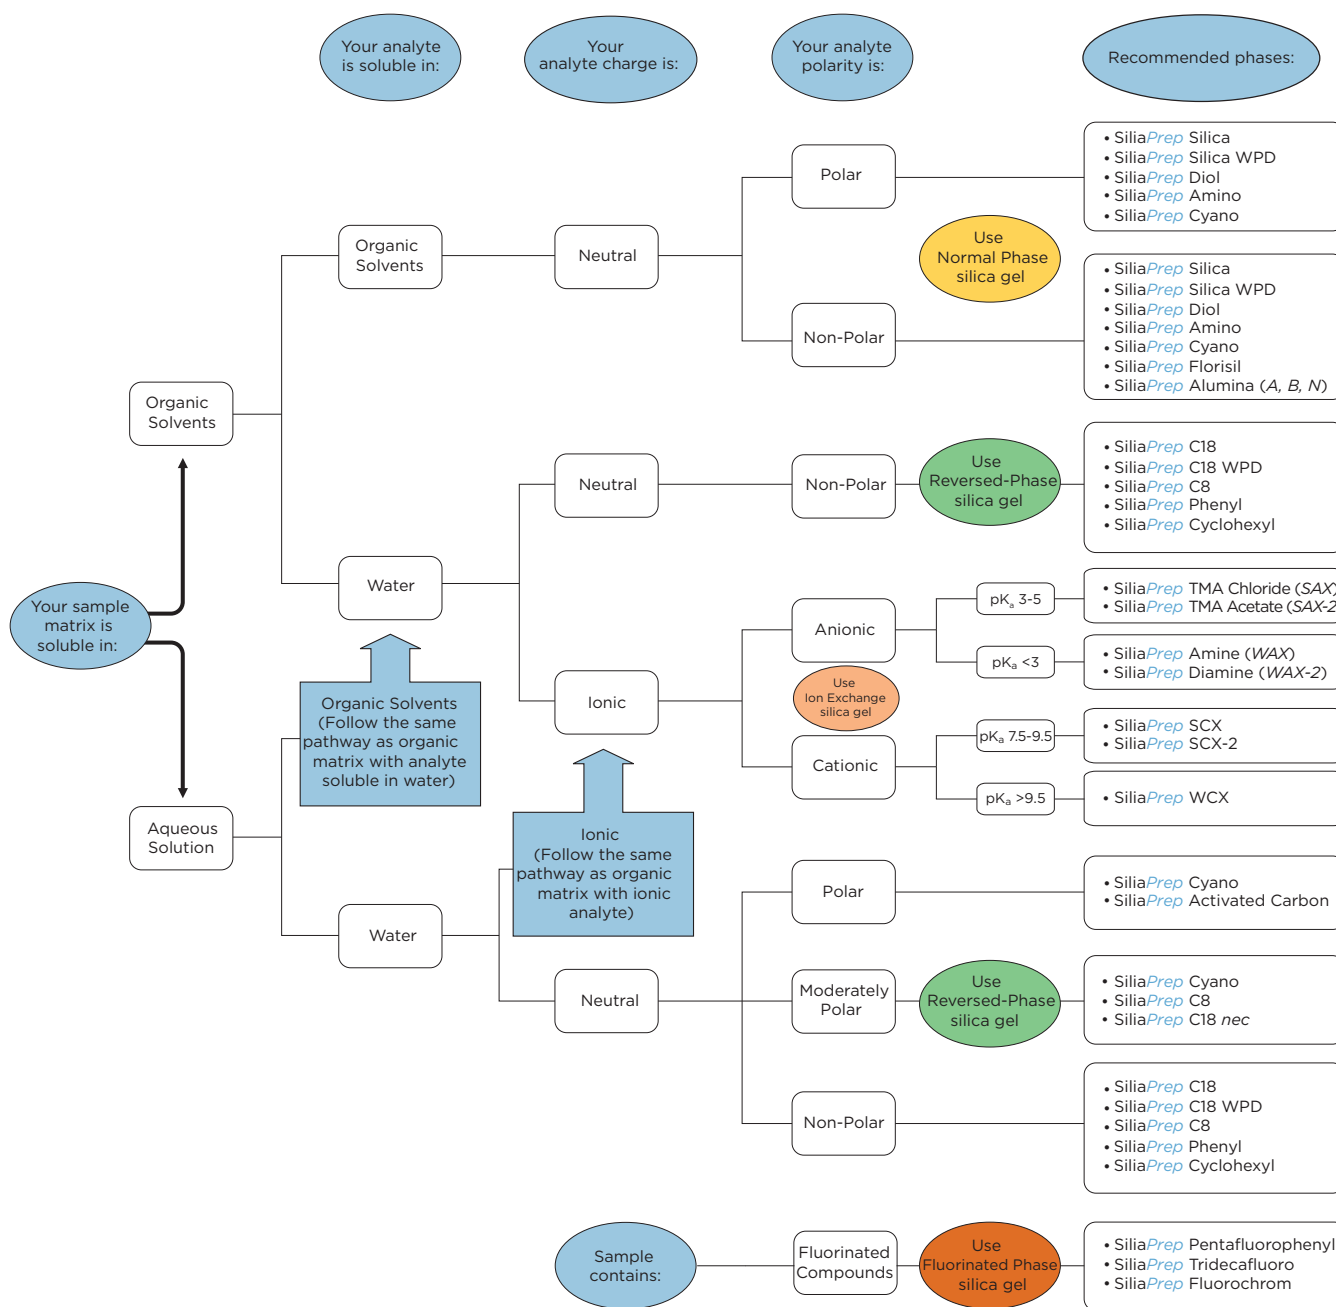 Your analyte
is soluble in:
Your
analyte charge is:
Your analyte
polarity is:
Recommended phases:
Polar
• SiliaPrep Silica
• SiliaPrep Silica WPD
• SiliaPrep Diol
• SiliaPrep Amino
• SiliaPrep Cyano
Organic
Solvents
Neutral
Use
Normal Phase
silica gel
Non-Polar
• SiliaPrep Silica
• SiliaPrep Silica WPD
• SiliaPrep Diol
• SiliaPrep Amino
• SiliaPrep Cyano
• SiliaPrep Florisil
• SiliaPrep Alumina (A, B, N)
Organic
Solvents
Neutral
Non-Polar
Use
Reversed-Phase
silica gel
• SiliaPrep C18
• SiliaPrep C18 WPD
• SiliaPrep C8
• SiliaPrep Phenyl
• SiliaPrep Cyclohexyl
Water
Your sample
matrix is
soluble in:
Anionic
pKa 3-5
• SiliaPrep TMA Chloride (SAX)
• SiliaPrep TMA Acetate (SAX-2
pKa <3
• SiliaPrep Amine (WAX)
• SiliaPrep Diamine (WAX-2)
Ionic
Use
Ion Exchange
silica gel
Organic Solvents
(Follow the same
pathway as organic
matrix with analyte
soluble in water)
Cationic
pKa 7.5-9.5
• SiliaPrep SCX
• SiliaPrep SCX-2
pKa >9.5
• SiliaPrep WCX
Aqueous
Solution
Ionic
(Follow the same
pathway as organic
matrix with ionic
analyte)
Polar
• SiliaPrep Cyano
• SiliaPrep Activated Carbon
Water
Neutral
Moderately
Polar
Use
Reversed-Phase
silica gel
• SiliaPrep Cyano
• SiliaPrep C8
• SiliaPrep C18 nec
Non-Polar
• SiliaPrep C18
• SiliaPrep C18 WPD
• SiliaPrep C8
• SiliaPrep Phenyl
• SiliaPrep Cyclohexyl
Sample
contains:
Fluorinated
Compounds
Use
Fluorinated Phase
silica gel
• SiliaPrep Pentafluorophenyl
• SiliaPrep Tridecafluoro
• SiliaPrep Fluorochrom